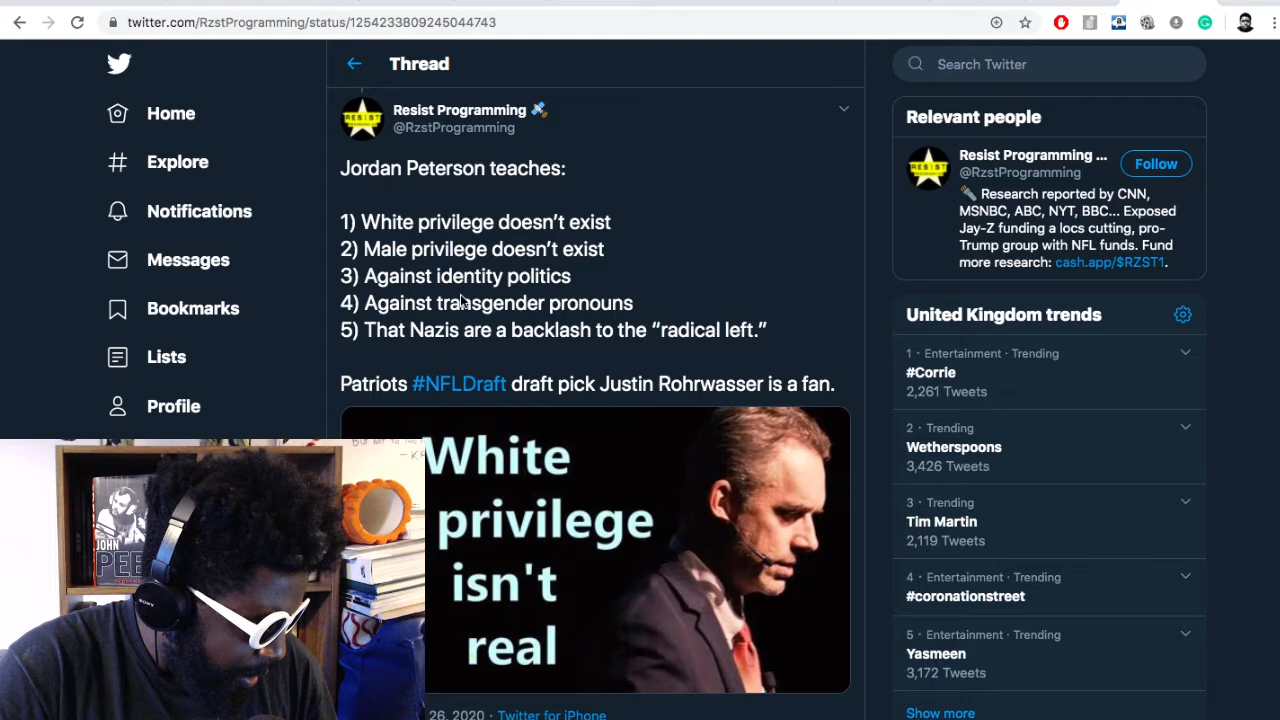 twitter.com/RzstProgramming/status/1254233809245044743
Home
Explore
Notifications
Messages
Bookmarks
Lists
Profile
Thread
Resist Programming
@RzstProgramming
RESIST
Jordan Peterson teaches:
1) White privilege doesn’t exist
2) Male privilege doesn’t exist
3) Against identity politics
4) Against transgender pronouns
5) That Nazis are a backlash to the “radical left.”
Patriots #NFLDraft draft pick Justin Rohrwasser is a fan.
White
privilege
isn't
real
26, 2020 · Twitter for iPhone
Search Twitter
Relevant people
RESIST
Resist Programming ...
@RzstProgramming
Follow
Research reported by CNN,
MSNBC, ABC, NYT, BBC... Exposed
Jay-Z funding a locs cutting, pro-
Trump group with NFL funds. Fund
more research: cash.app/$RZST1.
United Kingdom trends
1 · Entertainment · Trending
#Corrie
2,261 Tweets
2 · Trending
Wetherspoons
3,426 Tweets
3 · Trending
Tim Martin
2,119 Tweets
4 · Entertainment · Trending
#coronationstreet
5 · Entertainment · Trending
Yasmeen
3,172 Tweets
Show more
JOHN
PEE
SONY